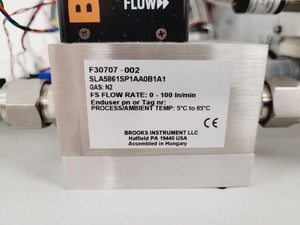 B
FLOW
F30707-002
SLA5861SP1AA0B1A1
GAS: N2
FS FLOW RATE: 0 - 100 ln/min
Enduser pn or Tag nr:
PROCESS/AMBIENT TEMP: 5°C to 65°C
CE
BROOKS INSTRUMENT LLC
Hatfield PA 19440 USA
Assembled in Hungary